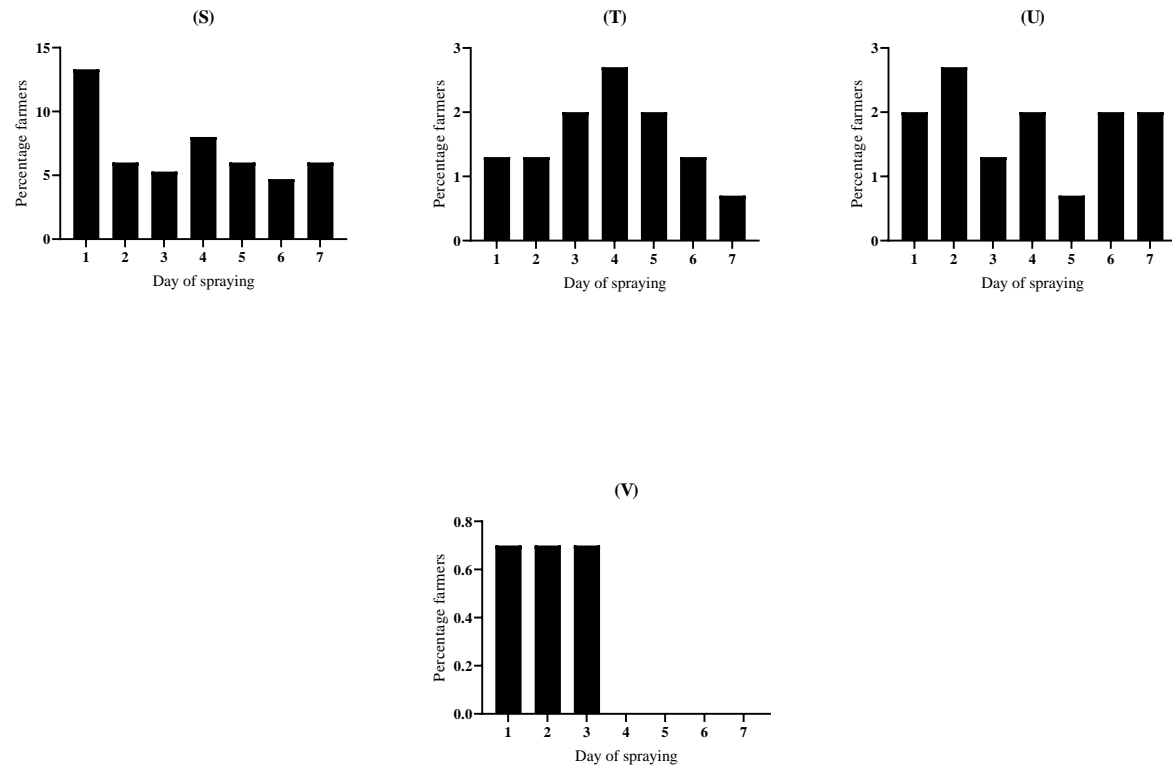 (S)
15
10
5
0
Percentage farmers
1 2 3 4 5 6 7
Day of spraying
(T)
3
2
1
0
Percentage farmers
1 2 3 4 5 6 7
Day of spraying
(U)
3
2
1
0
Percentage farmers
1 2 3 4 5 6 7
Day of spraying
(V)
0.8
0.6
0.4
0.2
0.0
Percentage farmers
1 2 3 4 5 6 7
Day of spraying